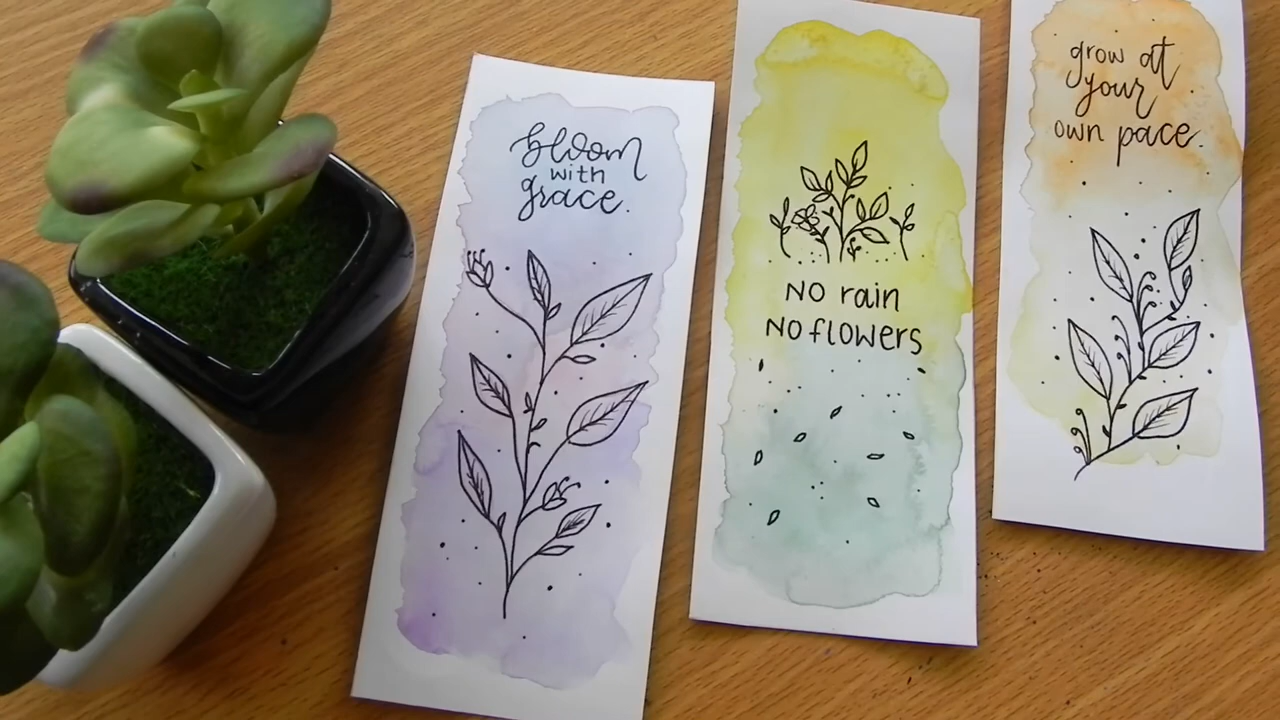 bloom
with
grace.
No rain
No flowers
grow at
your
own pace.